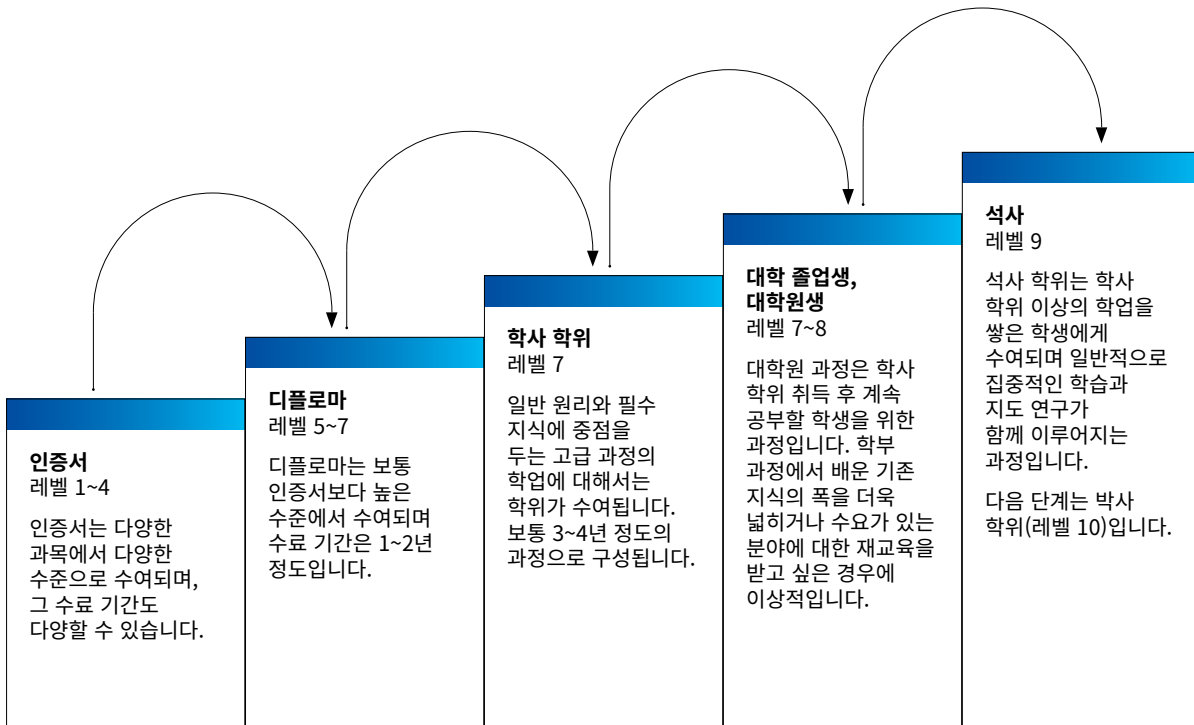 인증서
레벨 1~4
인증서는 다양한
과목에서 다양한
수준으로 수여되며,
그 수료 기간도
다양할 수 있습니다.
디플로마
레벨 5~7
디플로마는 보통
인증서보다 높은
수준에서 수여되며
수료 기간은 1~2년
정도입니다.
학사 학위
레벨 7
일반 원리와 필수
지식에 중점을
두는 고급 과정의
학업에 대해서는
학위가 수여됩니다.
보통 3~4년 정도의
과정으로 구성됩니다.
대학 졸업생,
대학원생
레벨 7~8
대학원 과정은 학사
학위 취득 후 계속
공부할 학생을 위한
과정입니다. 학부
과정에서 배운 기존
지식의 폭을 더욱
넓히거나 수요가 있는
분야에 대한 재교육을
받고 싶은 경우에
이상적입니다.
석사
레벨 9
석사 학위는 학사
학위 이상의 학업을
쌓은 학생에게
수여되며 일반적으로
집중적인 학습과
지도 연구가
함께 이루어지는
과정입니다.
다음 단계는 박사
학위(레벨 10)입니다.